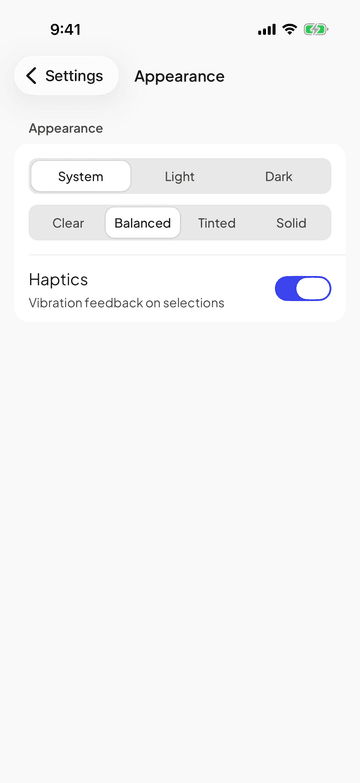 9:41
Settings
Appearance
Appearance
System Light Dark
Clear Balanced Tinted Solid
Haptics
Vibration feedback on selections